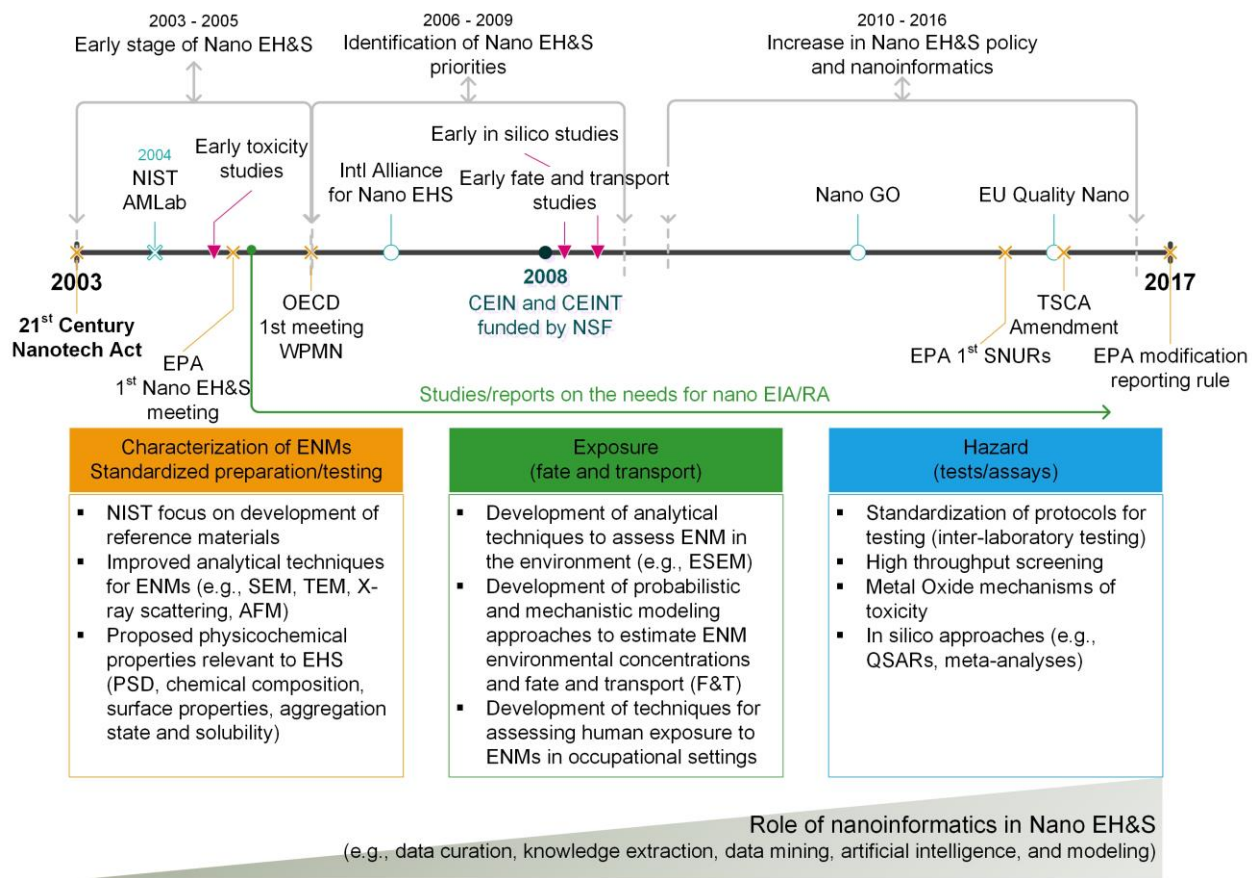 2003 - 2005
Early stage of Nano EH&S
2006 - 2009
Identification of Nano EH&S
priorities
2010 - 2016
Increase in Nano EH&S policy
and nanoinformatics
2004
NIST
AMLab
Early toxicity
studies
Intl Alliance
for Nano EHS
Early in silico studies
Early fate and transport
studies
Nano GO
EU Quality Nano
2003
21st Century
Nanotech Act
EPA
1st Nano EH&S
meeting
OECD
1st meeting
WPMN
2008
CEIN and CEINT
funded by NSF
EPA 1st SNURs
TSCA
Amendment
2017
EPA modification
reporting rule
Studies/reports on the needs for nano EIA/RA
Characterization of ENMs
Standardized preparation/testing
▪ NIST focus on development of
reference materials
▪ Improved analytical techniques
for ENMs (e.g., SEM, TEM, X-
ray scattering, AFM)
▪ Proposed physicochemical
properties relevant to EHS
(PSD, chemical composition,
surface properties, aggregation
state and solubility)
Exposure
(fate and transport)
▪ Development of analytical
techniques to assess ENM in
the environment (e.g., ESEM)
▪ Development of probabilistic
and mechanistic modeling
approaches to estimate ENM
environmental concentrations
and fate and transport (F&T)
▪ Development of techniques for
assessing human exposure to
ENMs in occupational settings
Hazard
(tests/assays)
▪ Standardization of protocols for
testing (inter-laboratory testing)
▪ High throughput screening
▪ Metal Oxide mechanisms of
toxicity
▪ In silico approaches (e.g.,
QSARs, meta-analyses)
Role of nanoinformatics in Nano EH&S
(e.g., data curation, knowledge extraction, data mining, artificial intelligence, and modeling)